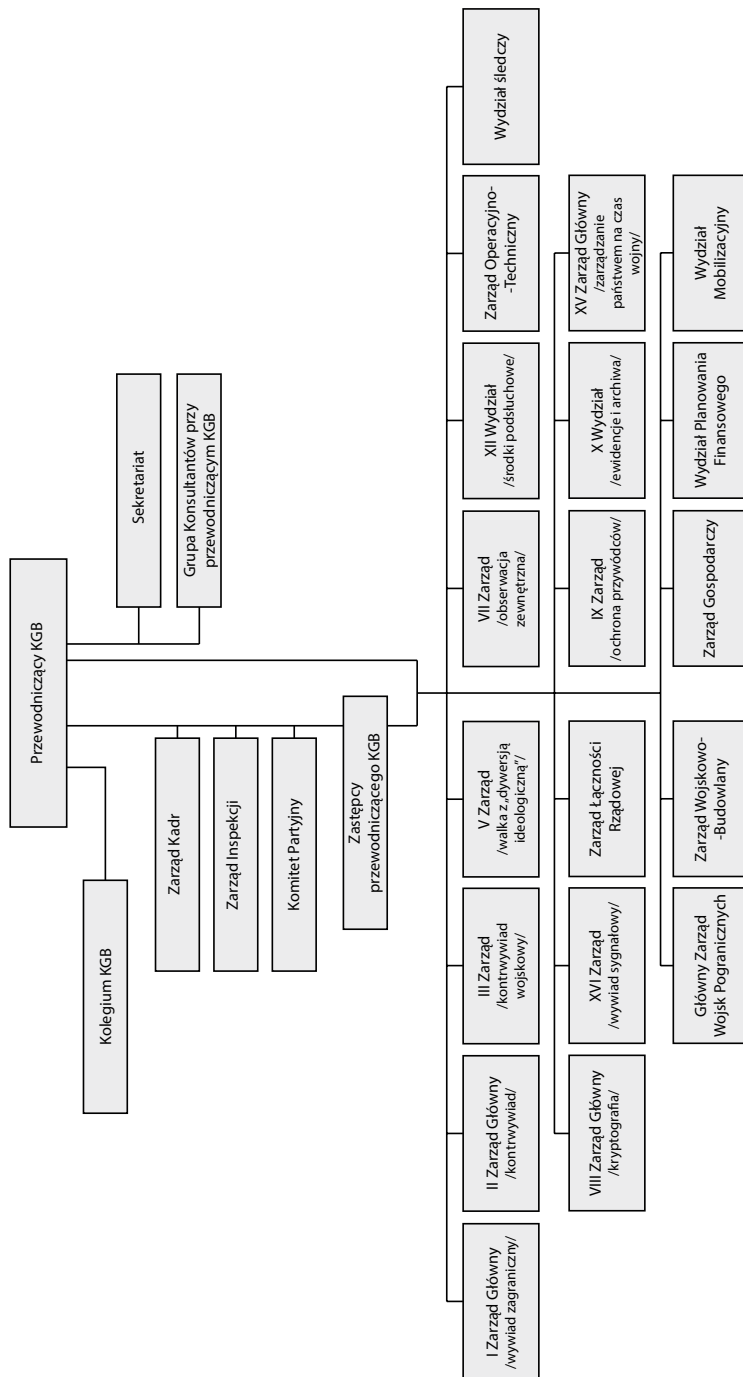 Przewodniczący KGB
Kolegium KGB
Sekretariat
Grupa Konsultantów przy
przewodniczącym KGB
Zarząd Kadr
Zarząd Inspekcji
Komitet Partyjny
Zastępcy
przewodniczącego KGB
I Zarząd Główny
/wywiad zagraniczny/
II Zarząd Główny
/kontrwywiad/
III Zarząd
/kontrwywiad
wojskowy/
V Zarząd
/walka z „dywersją
ideologiczną”/
VII Zarząd
/obserwacja
zewnętrzna/
XII Wydział
/środki podsłuchowe/
Zarząd Operacyjno-
-Techniczny
Wydział śledczy
VIII Zarząd Główny
/kryptografia/
XVI Zarząd
/wywiad sygnałowy/
Zarząd Łączności
Rządowej
IX Zarząd
/ochrona przywódców/
X Wydział
/ewidencje i archiwa/
XV Zarząd Główny
/zarządzanie
państwem na czas
wojny/
Główny Zarząd
Wojsk Pogranicznych
Zarząd Wojskowo-
-Budowlany
Zarząd Gospodarczy
Wydział Planowania
Finansowego
Wydział
Mobilizacyjny